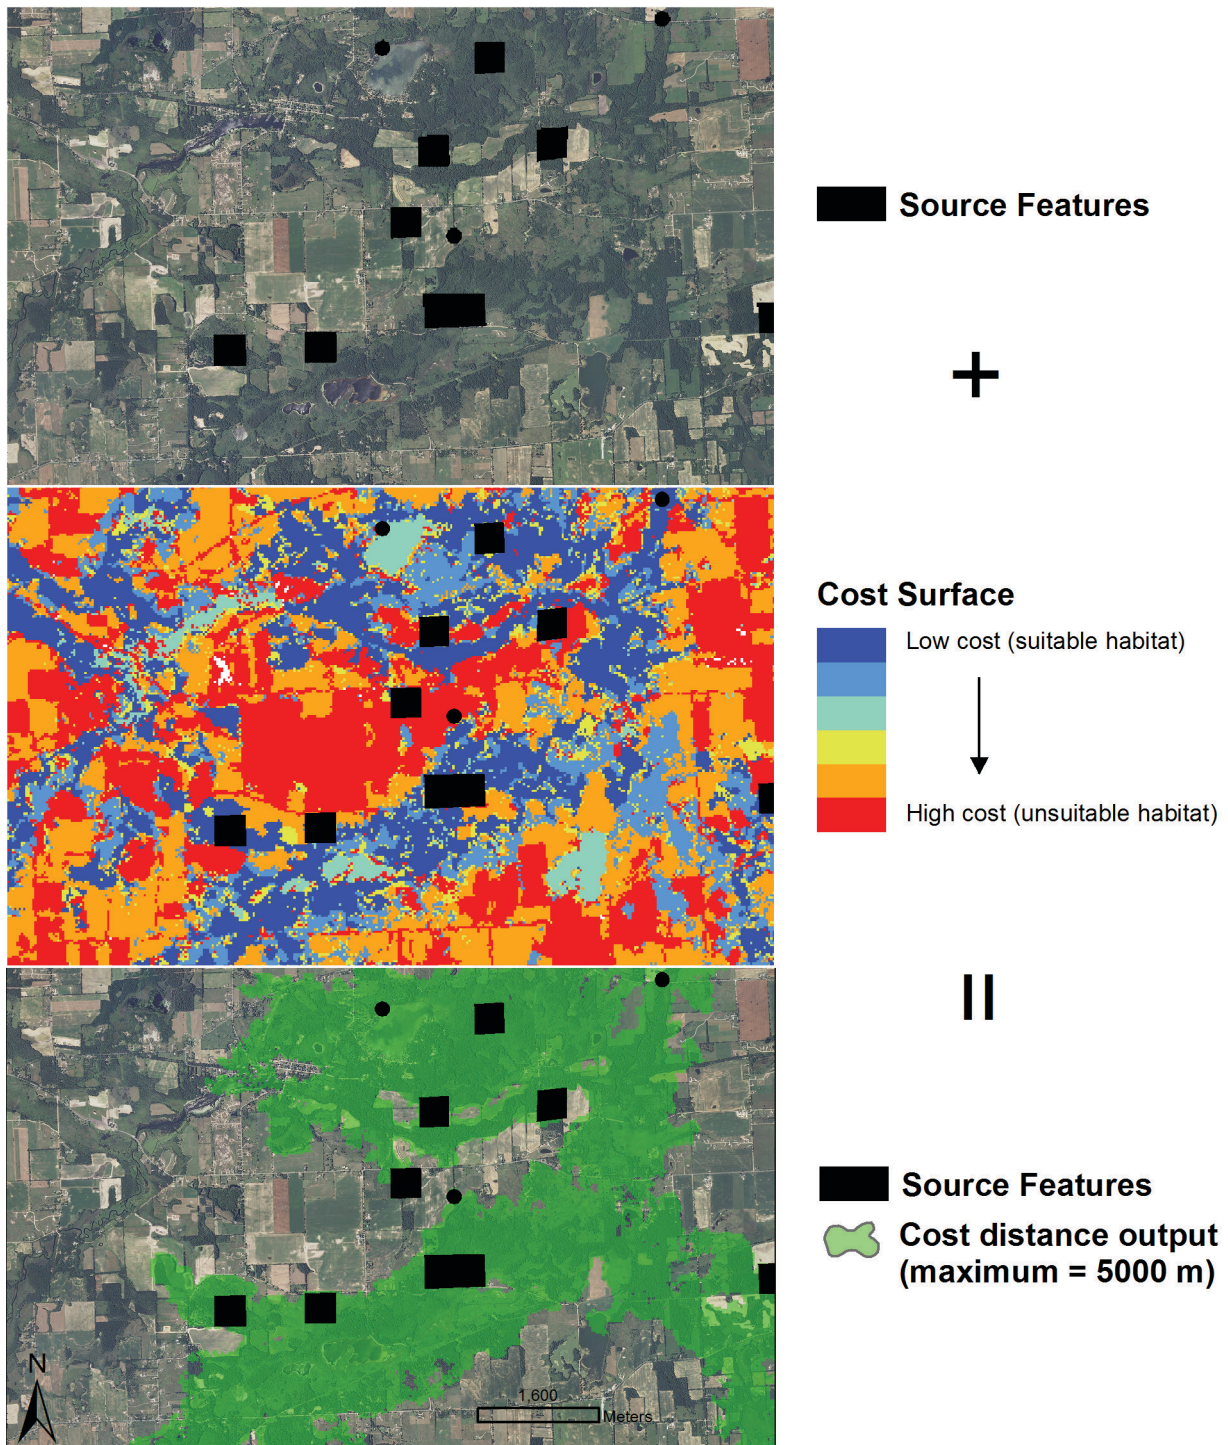 Source Features
+
Cost Surface
Low cost (suitable habitat)
High cost (unsuitable habitat)
=
Source Features
Cost distance output
(maximum = 5000 m)
N
1,600
Meters